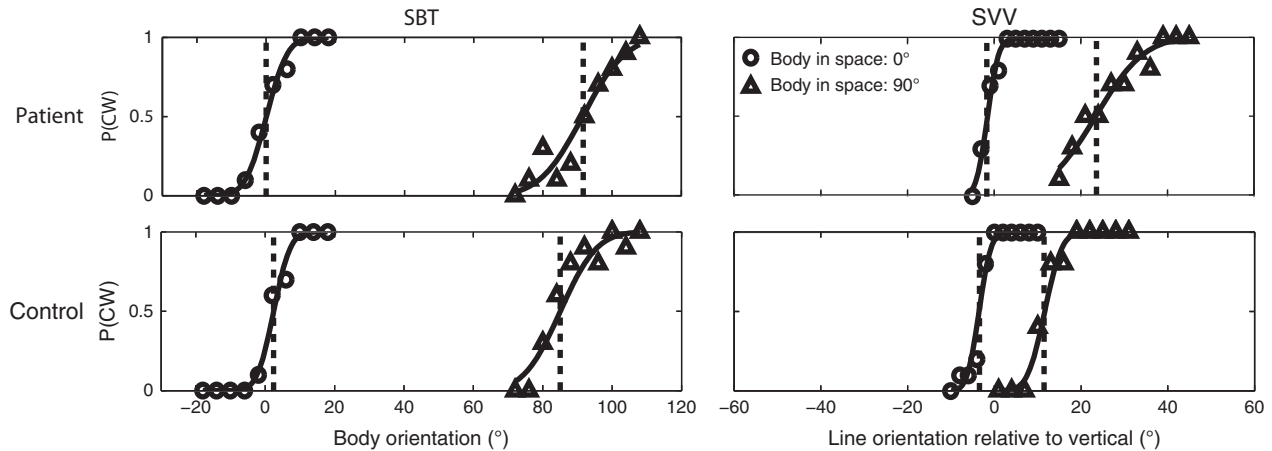 SBT
SVV
Patient
P(CW)
1
0.5
0
Body in space: 0°
Body in space: 90°
Control
P(CW)
1
0.5
0
−20 0 20 40 60 80 100 120
Body orientation (°)
−60 −40 −20 0 20 40 60
Line orientation relative to vertical (°)